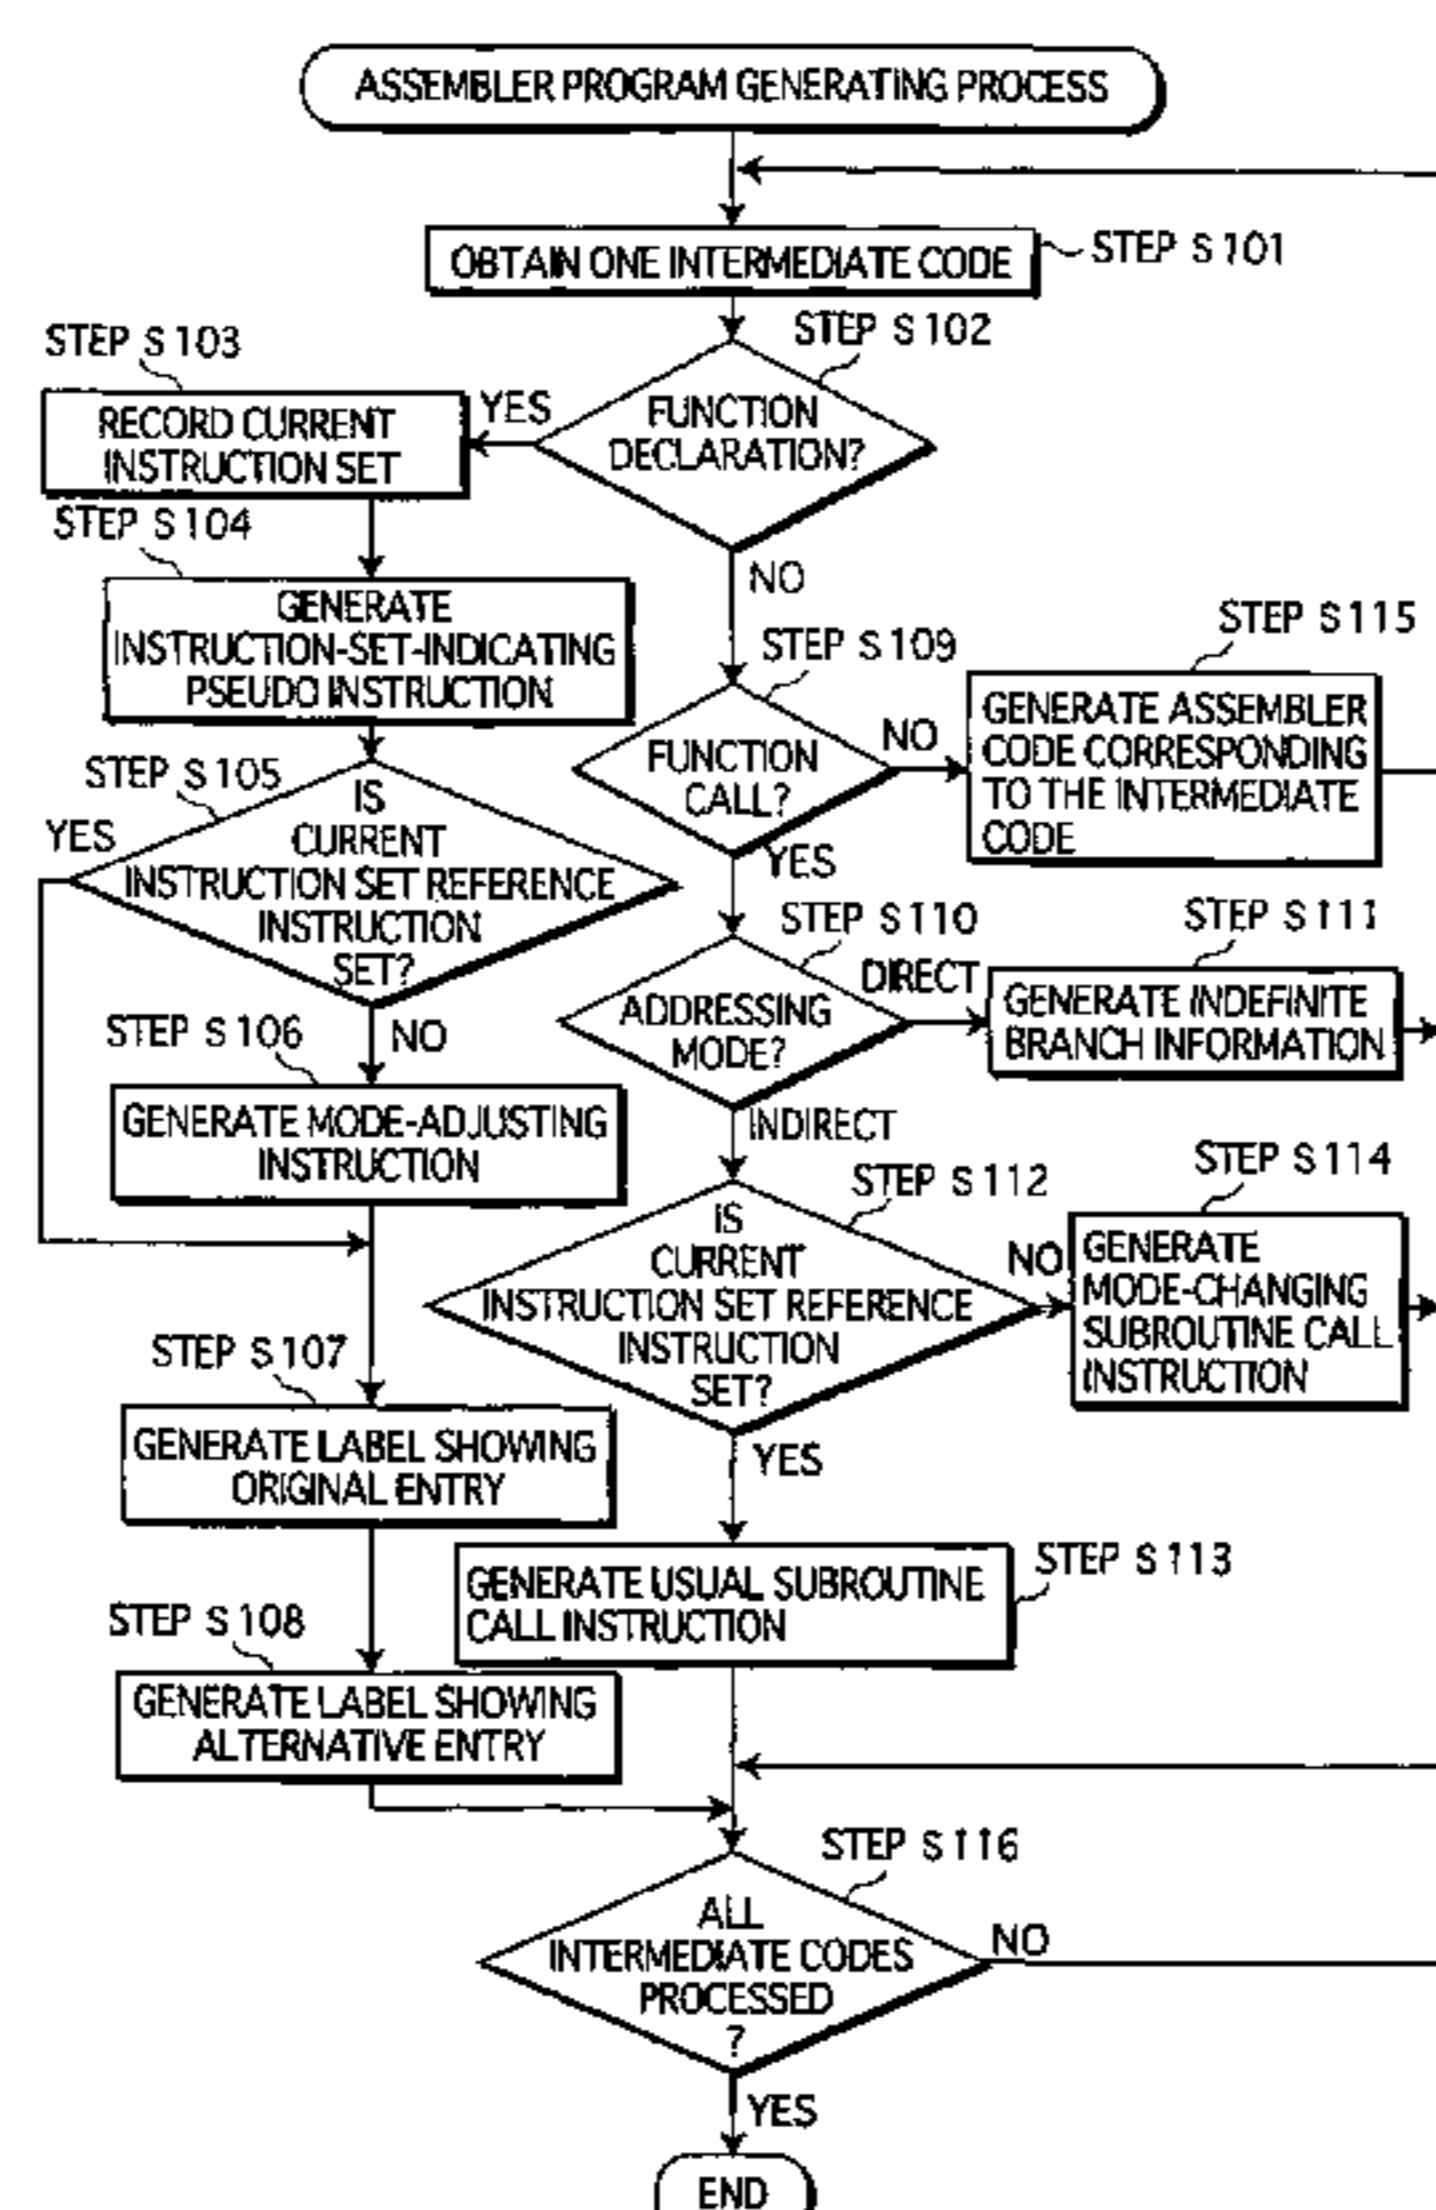 ASSEMBLER PROGRAM GENERATING PROCESS
OBTAIN ONE INTERMEDIATE CODE
STEP S101
STEP S102
FUNCTION
DECLARATION?
YES
NO
STEP S103
RECORD CURRENT
INSTRUCTION SET
STEP S104
GENERATE
INSTRUCTION-SET-INDICATING
PSEUDO INSTRUCTION
STEP S105
IS
CURRENT
INSTRUCTION SET REFERENCE
INSTRUCTION
SET?
YES
NO
STEP S106
GENERATE MODE-ADJUSTING
INSTRUCTION
STEP S107
GENERATE LABEL SHOWING
ORIGINAL ENTRY
STEP S108
GENERATE LABEL SHOWING
ALTERNATIVE ENTRY
STEP S109
FUNCTION
CALL?
NO
YES
STEP S115
GENERATE ASSEMBLER
CODE CORRESPONDING
TO THE INTERMEDIATE
CODE
STEP S110
ADDRESSING
MODE?
DIRECT
INDIRECT
STEP S111
GENERATE INDEFINITE
BRANCH INFORMATION
STEP S112
IS
CURRENT
INSTRUCTION SET REFERENCE
INSTRUCTION
SET?
NO
YES
STEP S114
GENERATE
MODE-CHANGING
SUBROUTINE CALL
INSTRUCTION
STEP S113
GENERATE USUAL SUBROUTINE
CALL INSTRUCTION
STEP S116
ALL
INTERMEDIATE CODES
PROCESSED
?
NO
YES
END